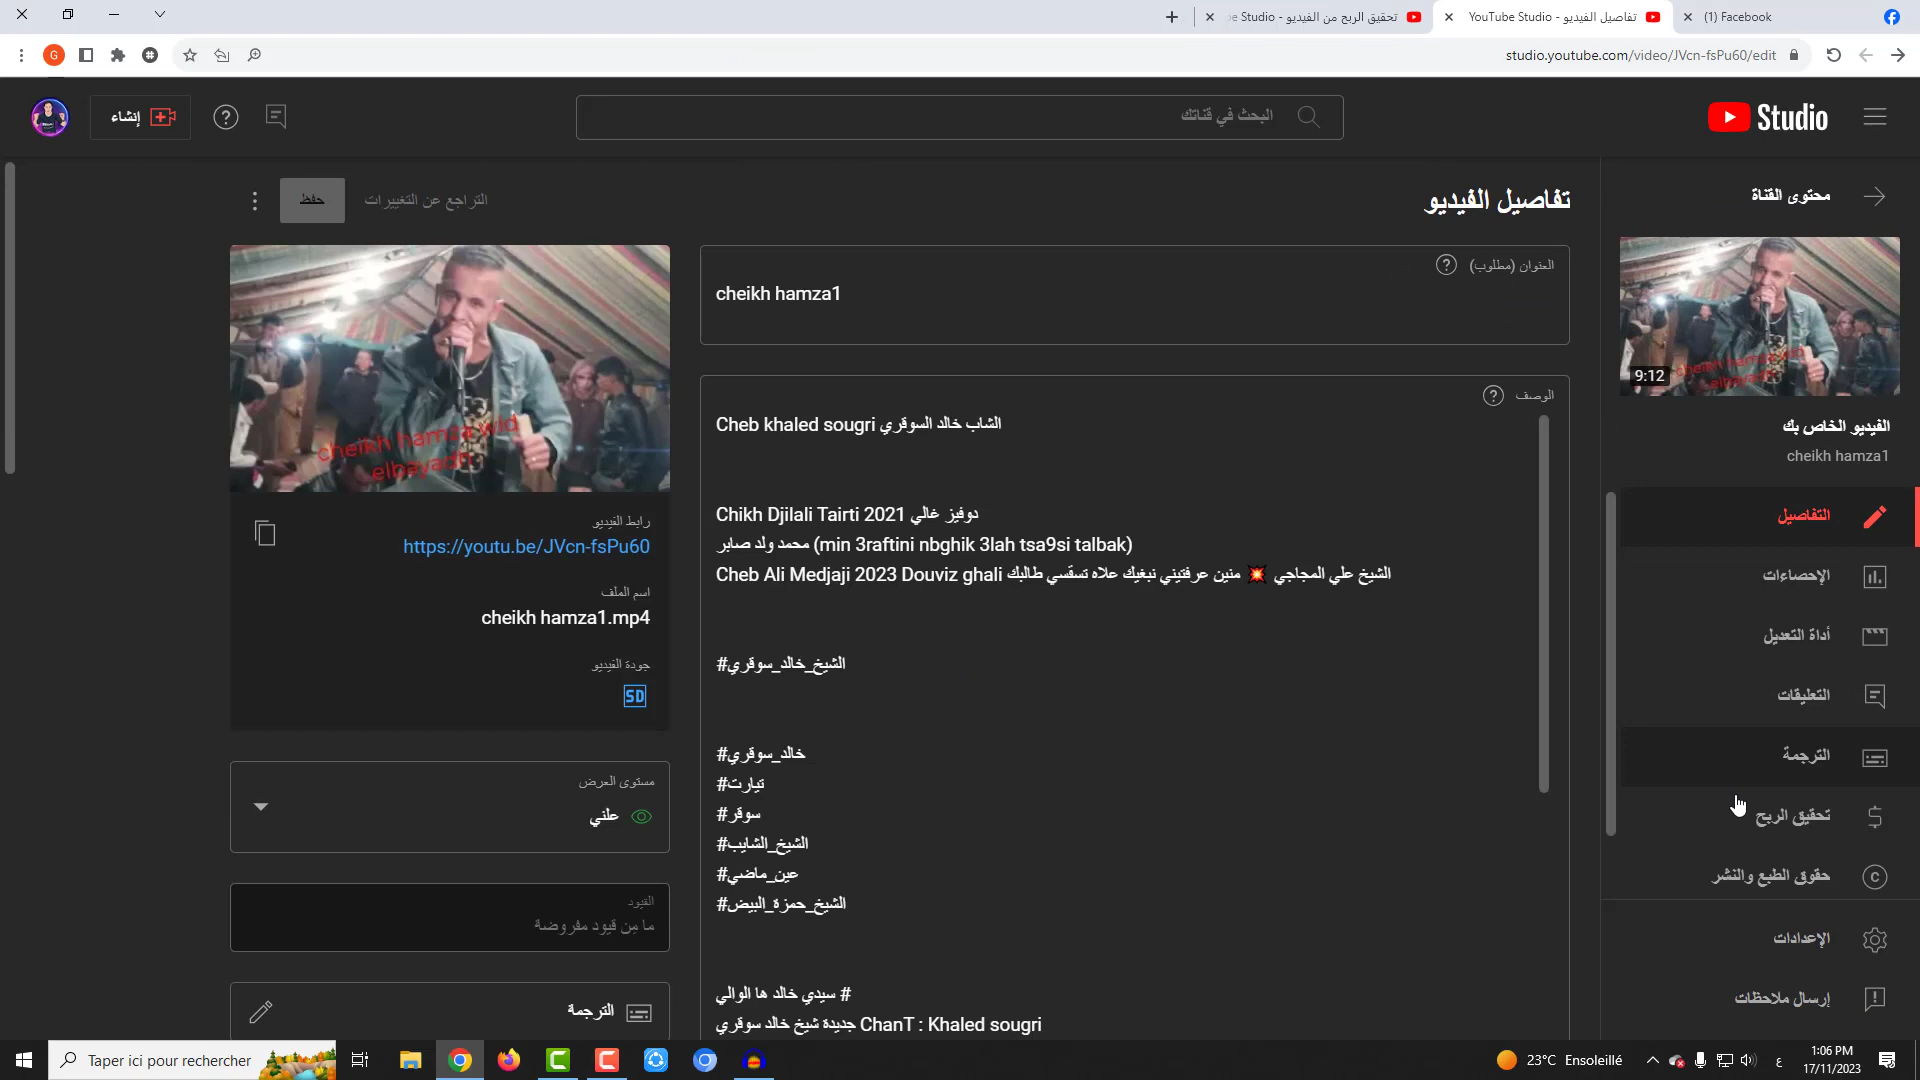 تحقيق الربح من الفيديو - YouTube Studio
تفاصيل الفيديو - YouTube Studio
(1) Facebook
G
studio.youtube.com/video/JVcn-fsPu60/edit
إنشاء
البحث في قناتك
Studio
حفظ
التراجع عن التغييرات
تفاصيل الفيديو
محتوى القناة
العنوان (مطلوب)
cheikh hamza1
cheikh hamza wld
elbayadh
9:12
الوصف
Cheb khaled sougri الشاب خالد السوقري
Chikh Djilali Tairti 2021 دوفيز غالي
محمد ولد صابر (min 3raftini nbghik 3lah tsa9si talbak)
Cheb Ali Medjaji 2023 Douviz ghali الشيخ علي المجاجي 💥 منين عرفتيني نبغيك علاه تسقسي طالبك
#الشيخ_خالد_سوقري
#خالد_سوقري
#تيارت
#سوقر
#الشيخ_الشايب
#عين_ماضي
#الشيخ_حمزة_البيض
# سيدي خالد ها الوالي
جديدة شيخ خالد سوقري ChanT : Khaled sougri
رابط الفيديو
https://youtu.be/JVcn-fsPu60
اسم الملف
cheikh hamza1.mp4
جودة الفيديو
SD
مستوى العرض
علني
القيود
ما مِن قيود مفروضة
الترجمة
الفيديو الخاص بك
cheikh hamza1
التفاصيل
الإحصاءات
أداة التعديل
التعليقات
الترجمة
تحقيق الربح
حقوق الطبع والنشر
الإعدادات
إرسال ملاحظات
Taper ici pour rechercher
23°C Ensoleillé
ع
1:06 PM
17/11/2023